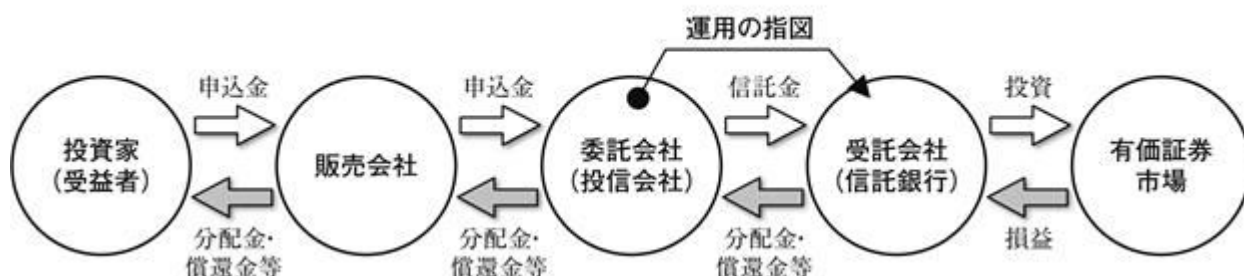 運用の指図
申込金
申込金
信託金
投資
投資家
（受益者）
販売会社
委託会社
（投信会社）
受託会社
（信託銀行）
有価証券
市場
分配金・
償還金等
分配金・
償還金等
分配金・
償還金等
損益